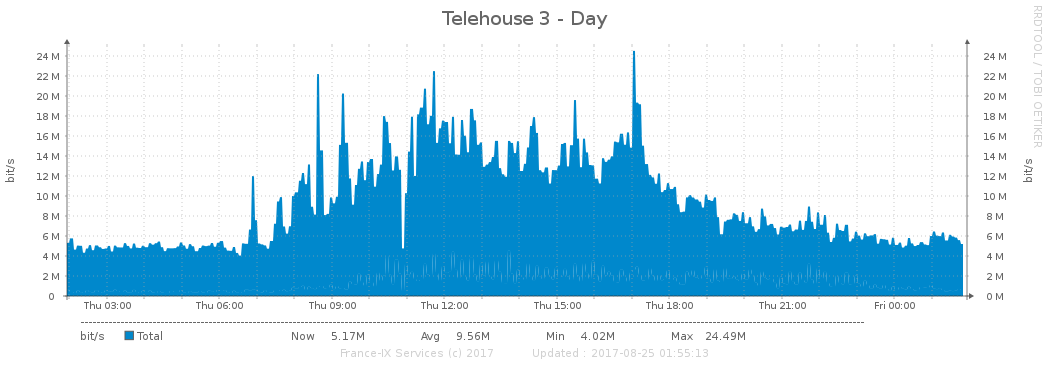 Telehouse 3 - Day
RRDTOOL / TOBI OETIKER
bit/s
24 M 24 M
22 M 22 M
20 M 20 M
18 M 18 M
16 M 16 M
14 M 14 M
12 M 12 M
10 M 10 M
8 M 8 M
6 M 6 M
4 M 4 M
2 M 2 M
0 0 M
bit/s
Thu 03:00 Thu 06:00 Thu 09:00 Thu 12:00 Thu 15:00 Thu 18:00 Thu 21:00 Fri 00:00
bit/s Total Now 5.17M Avg 9.56M Min 4.02M Max 24.49M
France-IX Services (c) 2017 Updated : 2017-08-25 01:55:13